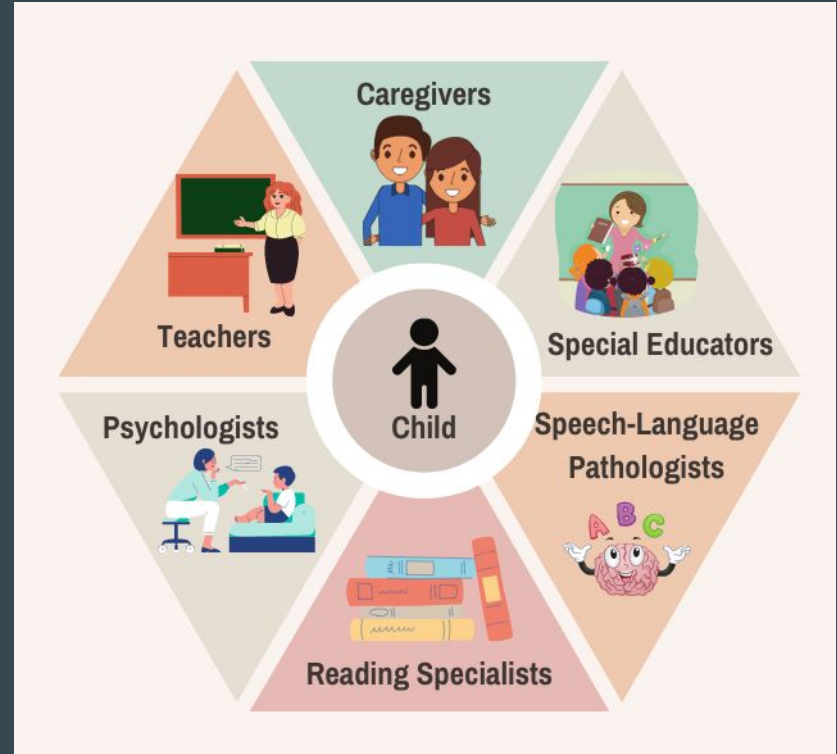 Caregivers
Teachers
Special Educators
Psychologists
Child
Speech-Language
Pathologists
A B C
Reading Specialists